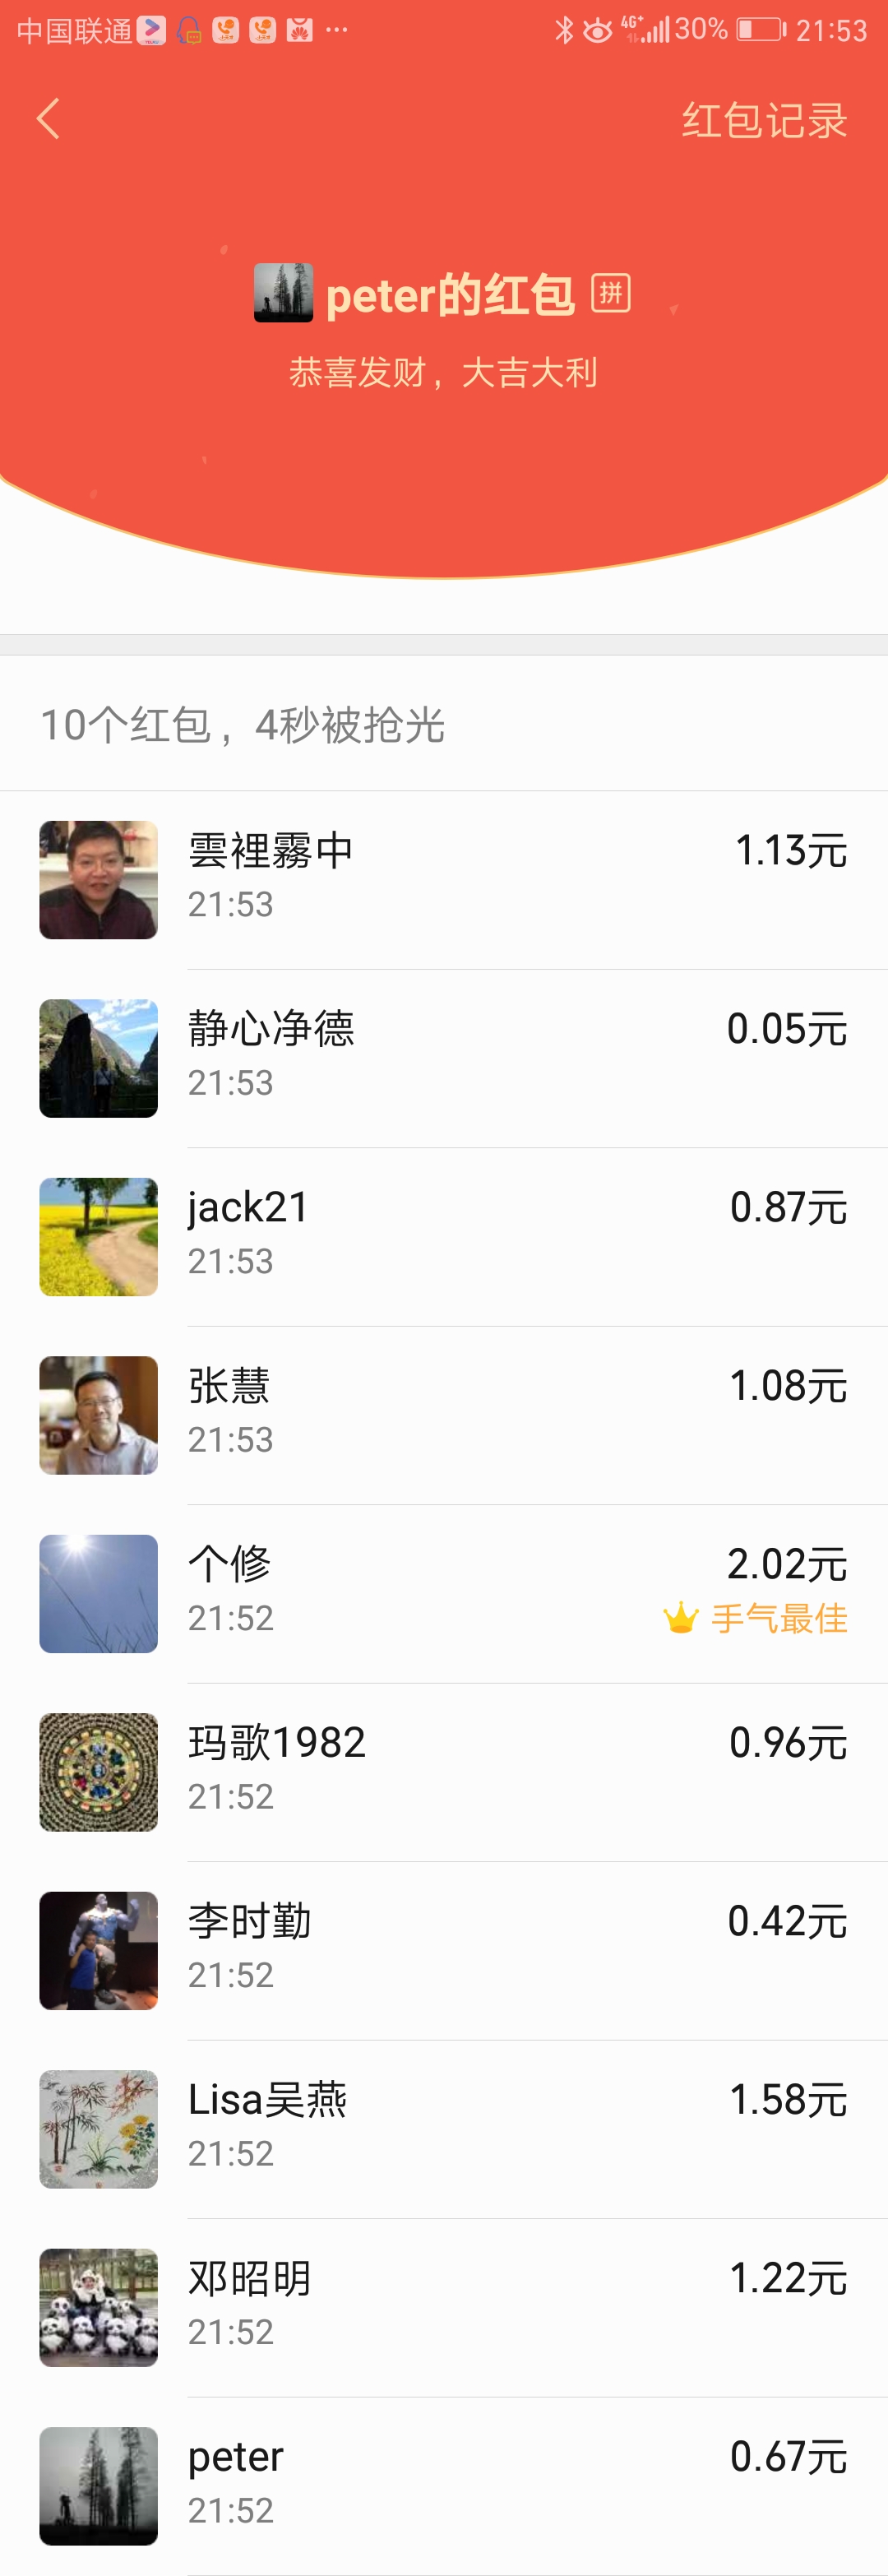 中国联通 4G+ 30% 21:53
红包记录
peter的红包 拼
恭喜发财，大吉大利
10个红包，4秒被抢光
雲裡霧中 1.13元
21:53
静心净德 0.05元
21:53
jack21 0.87元
21:53
张慧 1.08元
21:53
个修 2.02元
21:52 手气最佳
玛歌1982 0.96元
21:52
李时勤 0.42元
21:52
Lisa吴燕 1.58元
21:52
邓昭明 1.22元
21:52
peter 0.67元
21:52